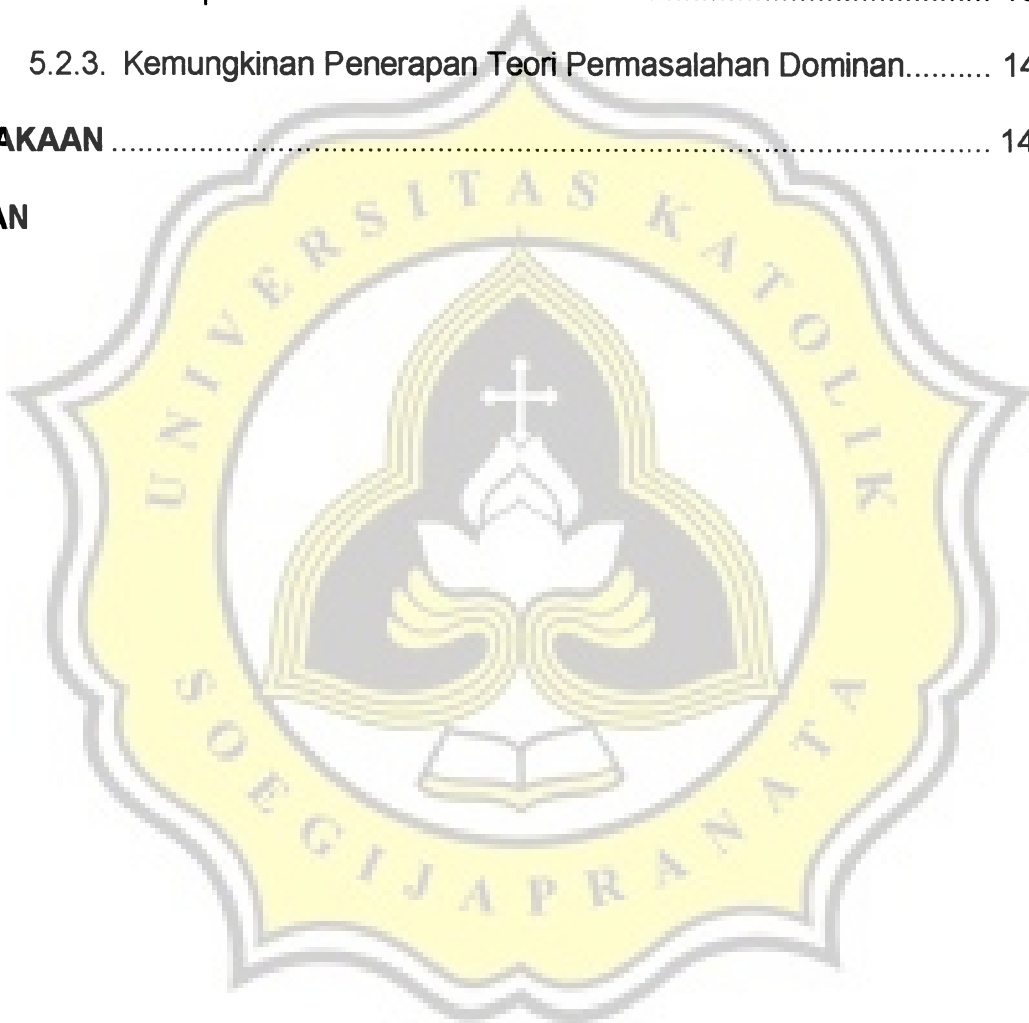 5.2.3. Kemungkinan Penerapan Teori Permasalahan Dominan.......... 14
AKAAN .................................................................................................... 14
AN
UNIVERSITAS KATOLIK
SOEGIJAPRANATA